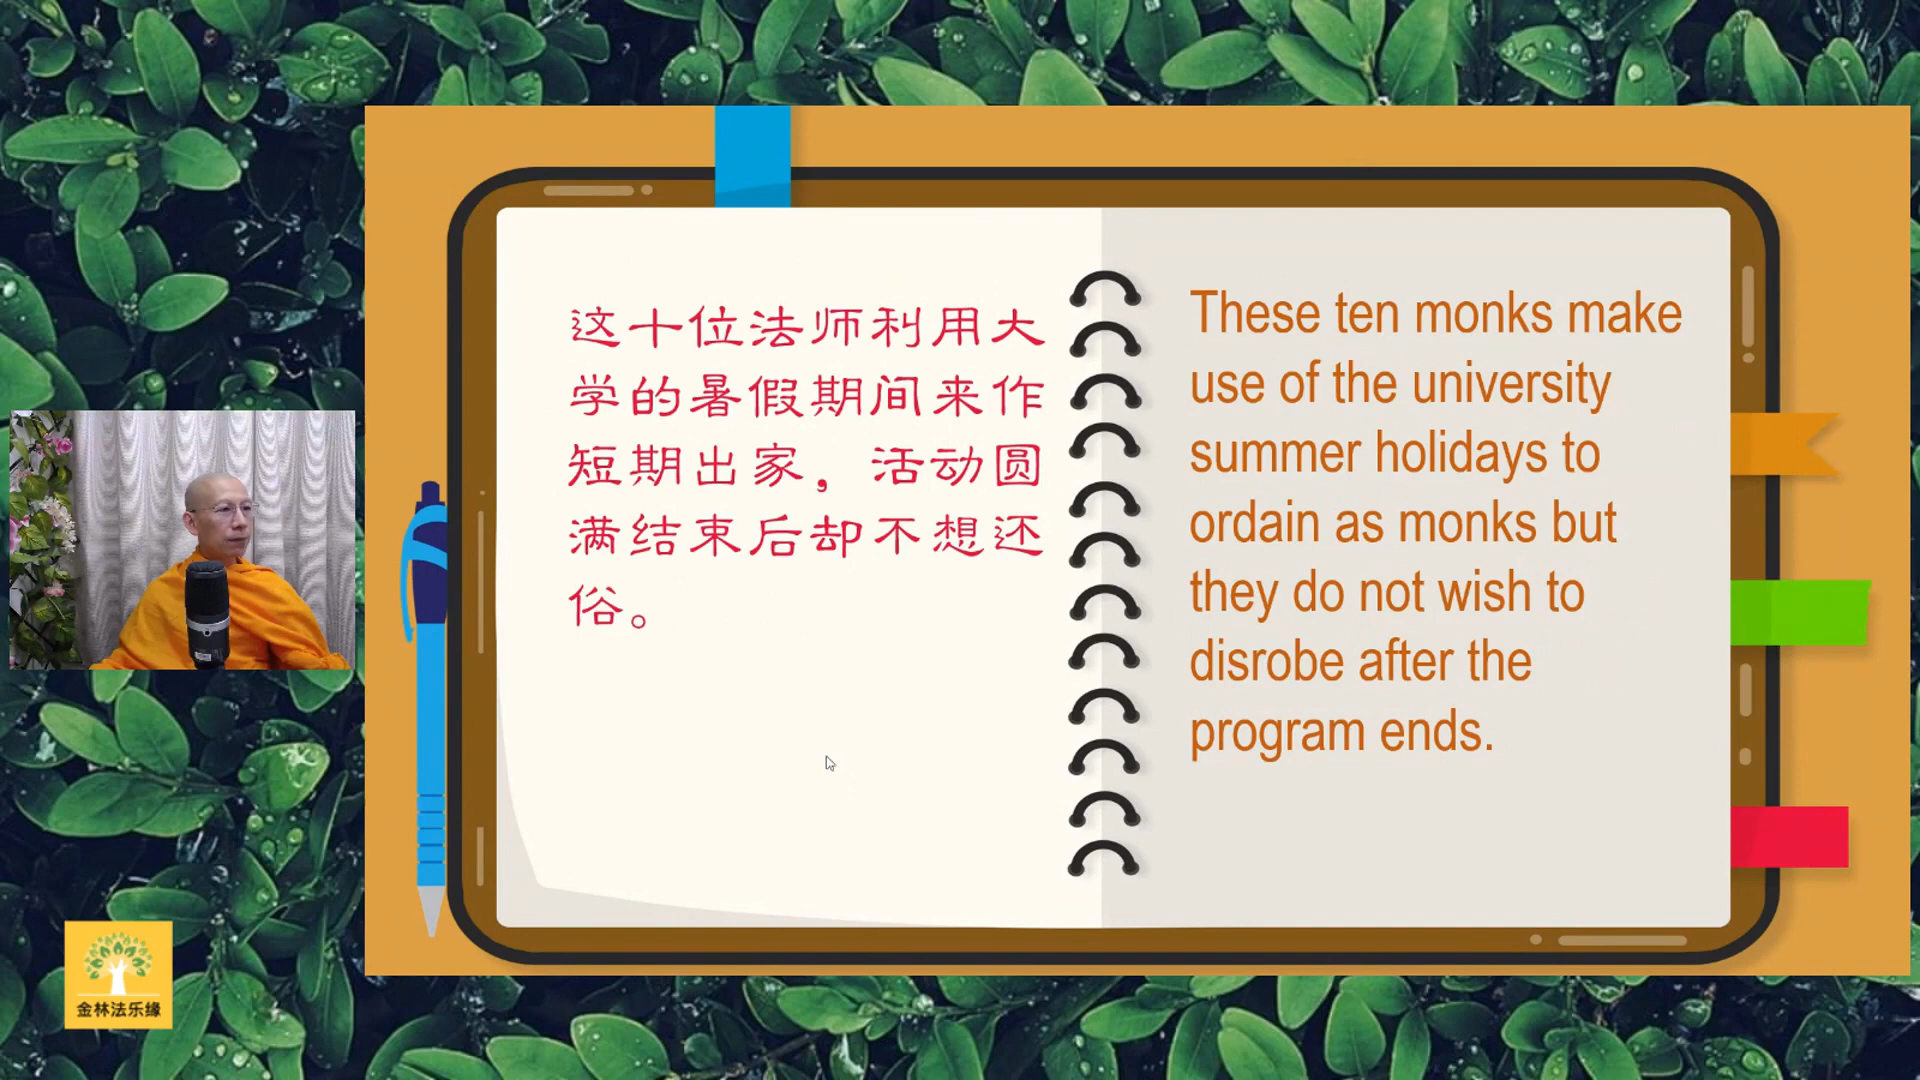 这十位法师利用大
学的暑假期间来作
短期出家，活动圆
满结束后却不想还
俗。
These ten monks make
use of the university
summer holidays to
ordain as monks but
they do not wish to
disrobe after the
program ends.
金林法乐缘